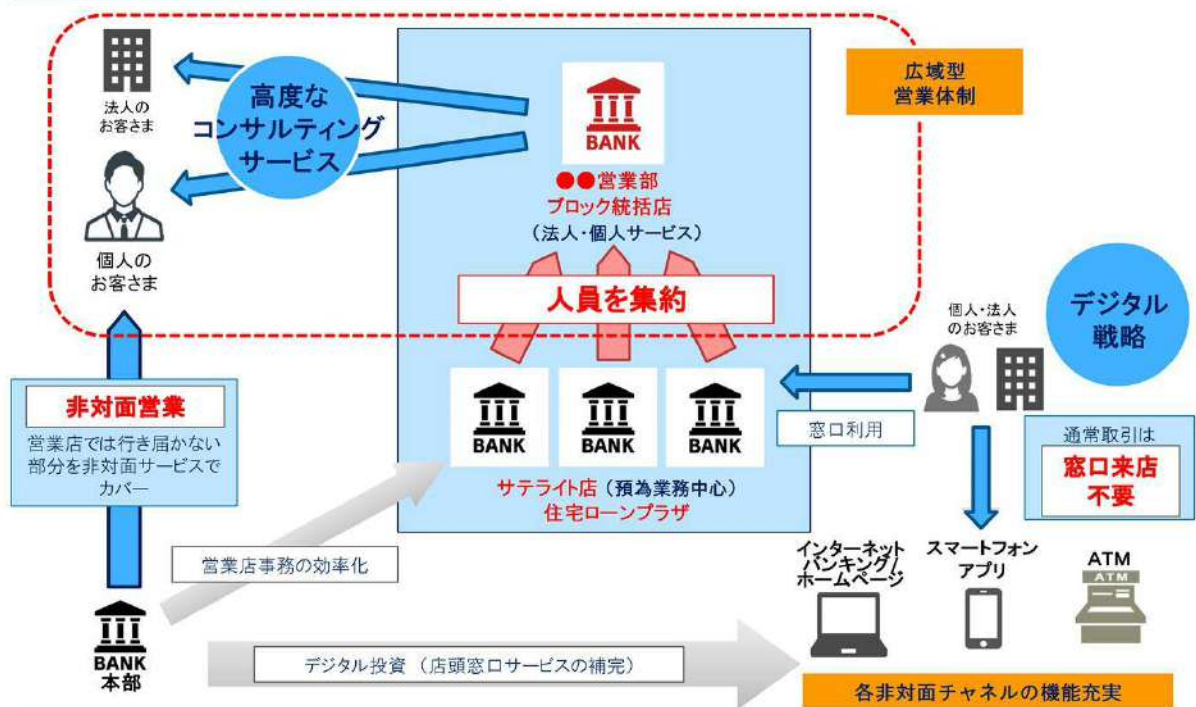 法人の
お客さま
高度な
コンサルティング
サービス
個人の
お客さま
BANK
●●営業部
ブロック統括店
（法人・個人サービス）
人員を集約
広域型
営業体制
BANK
BANK
BANK
サテライト店（預為業務中心）
住宅ローンプラザ
個人・法人
のお客さま
デジタル
戦略
窓口利用
通常取引は
窓口来店
不要
非対面営業
営業店では行き届かない
部分を非対面サービスで
カバー
営業店事務の効率化
BANK
本部
デジタル投資（店頭窓口サービスの補完）
インターネット
バンキング/
ホームページ
スマートフォン
アプリ
ATM
ATM
各非対面チャネルの機能充実